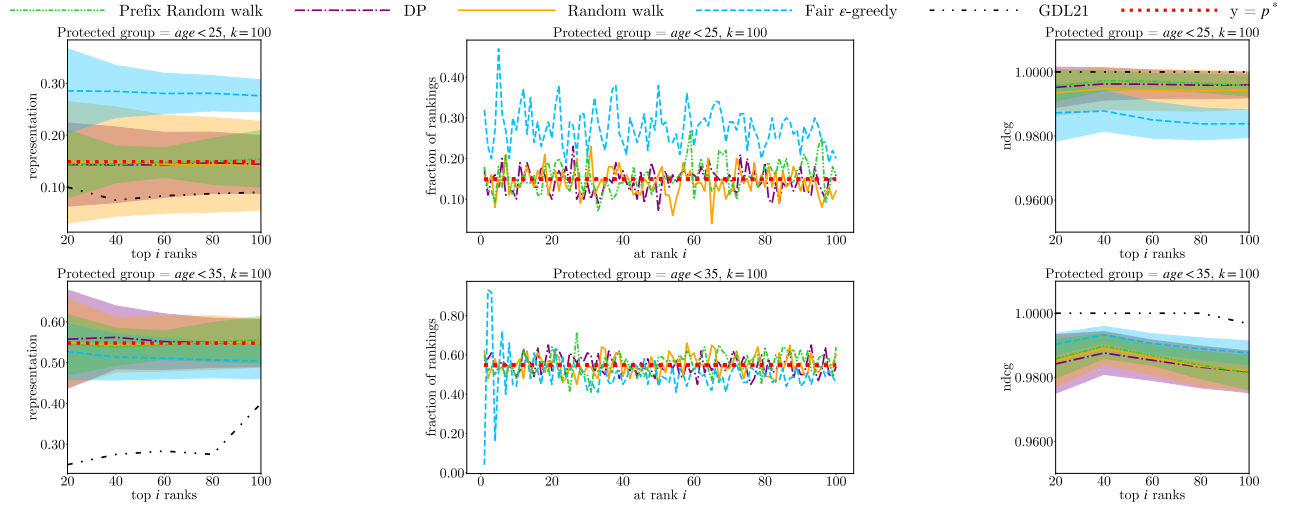 Prefix Random walk DP Random walk Fair ε-greedy GDL21 y = p*
Protected group = age<25, k=100
representation
0.30
0.20
0.10
20 40 60 80 100
top i ranks
Protected group = age<25, k=100
fraction of rankings
0.40
0.30
0.20
0.10
0 20 40 60 80 100
at rank i
Protected group = age<25, k=100
ndcg
1.0000
0.9800
0.9600
20 40 60 80 100
top i ranks
Protected group = age<35, k=100
representation
0.60
0.50
0.40
0.30
20 40 60 80 100
top i ranks
Protected group = age<35, k=100
fraction of rankings
0.80
0.60
0.40
0.20
0.00
0 20 40 60 80 100
at rank i
Protected group = age<35, k=100
ndcg
1.0000
0.9800
0.9600
20 40 60 80 100
top i ranks